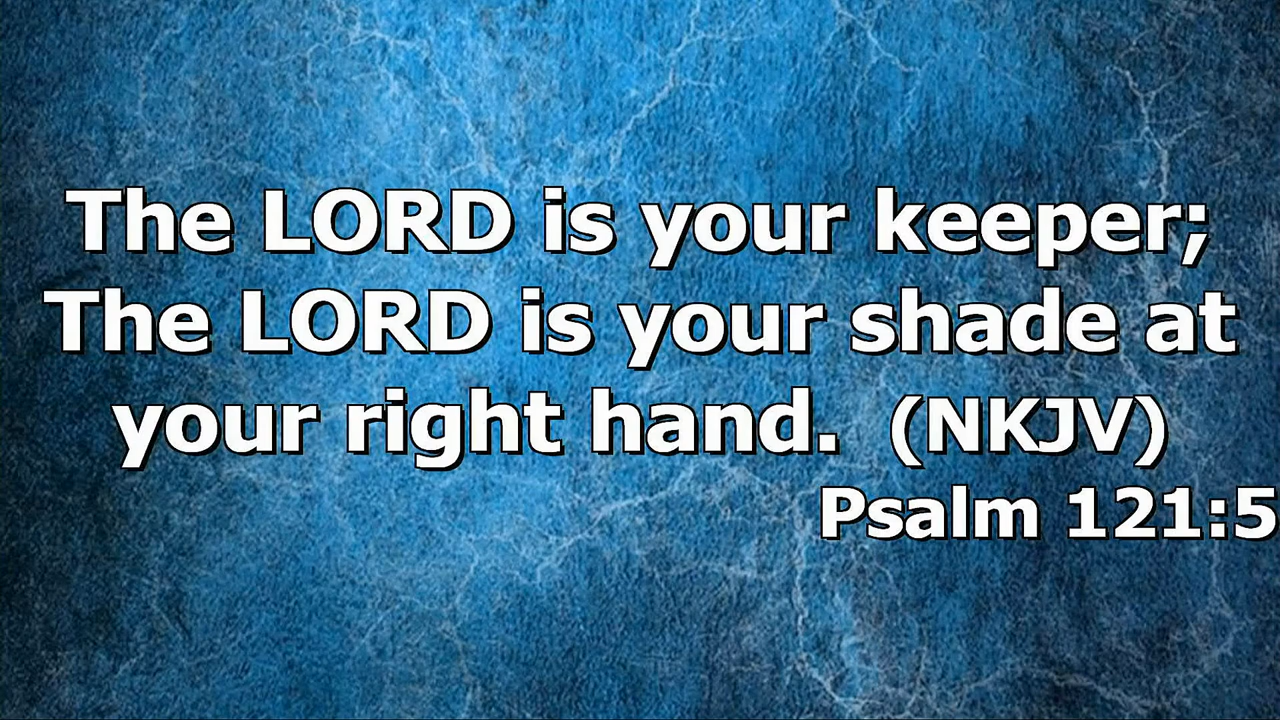 The LORD is your keeper;
The LORD is your shade at
your right hand. (NKJV)
Psalm 121:5